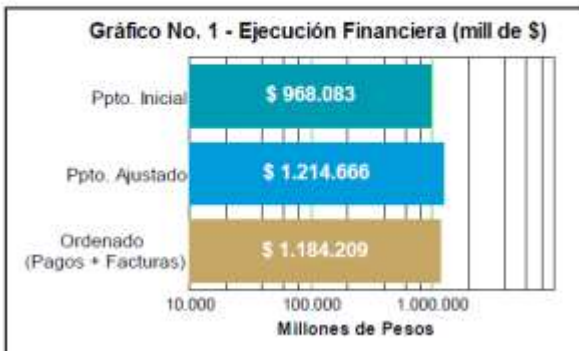 Gráfico No. 1 - Ejecución Financiera (mill de $)
Ppto. Inicial
$ 968.083
Ppto. Ajustado
$ 1.214.666
Ordenado
(Pagos + Facturas)
$ 1.184.209
10.000 100.000 1.000.000
Millones de Pesos